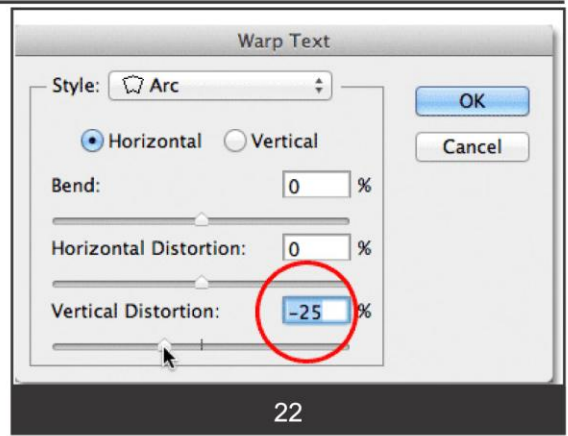 Warp Text
Style: Arc
OK
Horizontal Vertical
Cancel
Bend: 0 %
Horizontal Distortion: 0 %
Vertical Distortion: -25 %
22